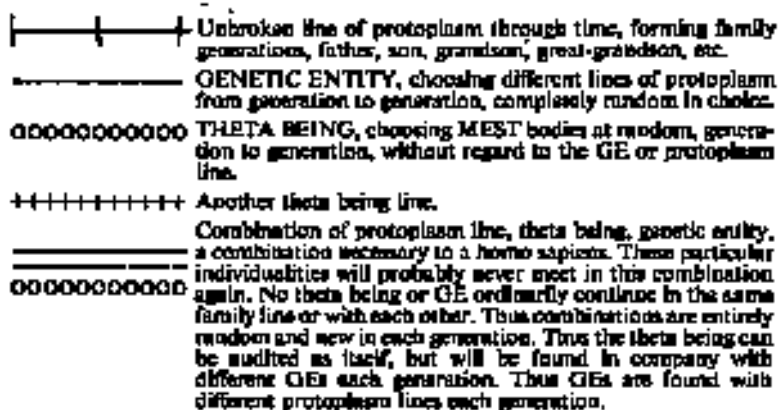 Unbroken line of protoplasm through time, forming family
generations, father, son, grandson, great-grandson, etc.
GENETIC ENTITY, choosing different lines of protoplasm
from generation to generation, completely random in choice.
THETA BEING, choosing MEST bodies at random, genera-
tion to generation, without regard to the GE or protoplasm
line.
Another theta being line.
Combination of protoplasm line, theta being, genetic entity,
a combination necessary to a homo sapiens. These particular
individualities will probably never meet in this combination
again. No theta being or GE ordinarily continue in the same
family line or with each other. Thus combinations are entirely
random and new in each generation. Thus the theta being can
be audited as itself, but will be found in company with
different GEs each generation. Thus GEs are found with
different protoplasm lines each generation.